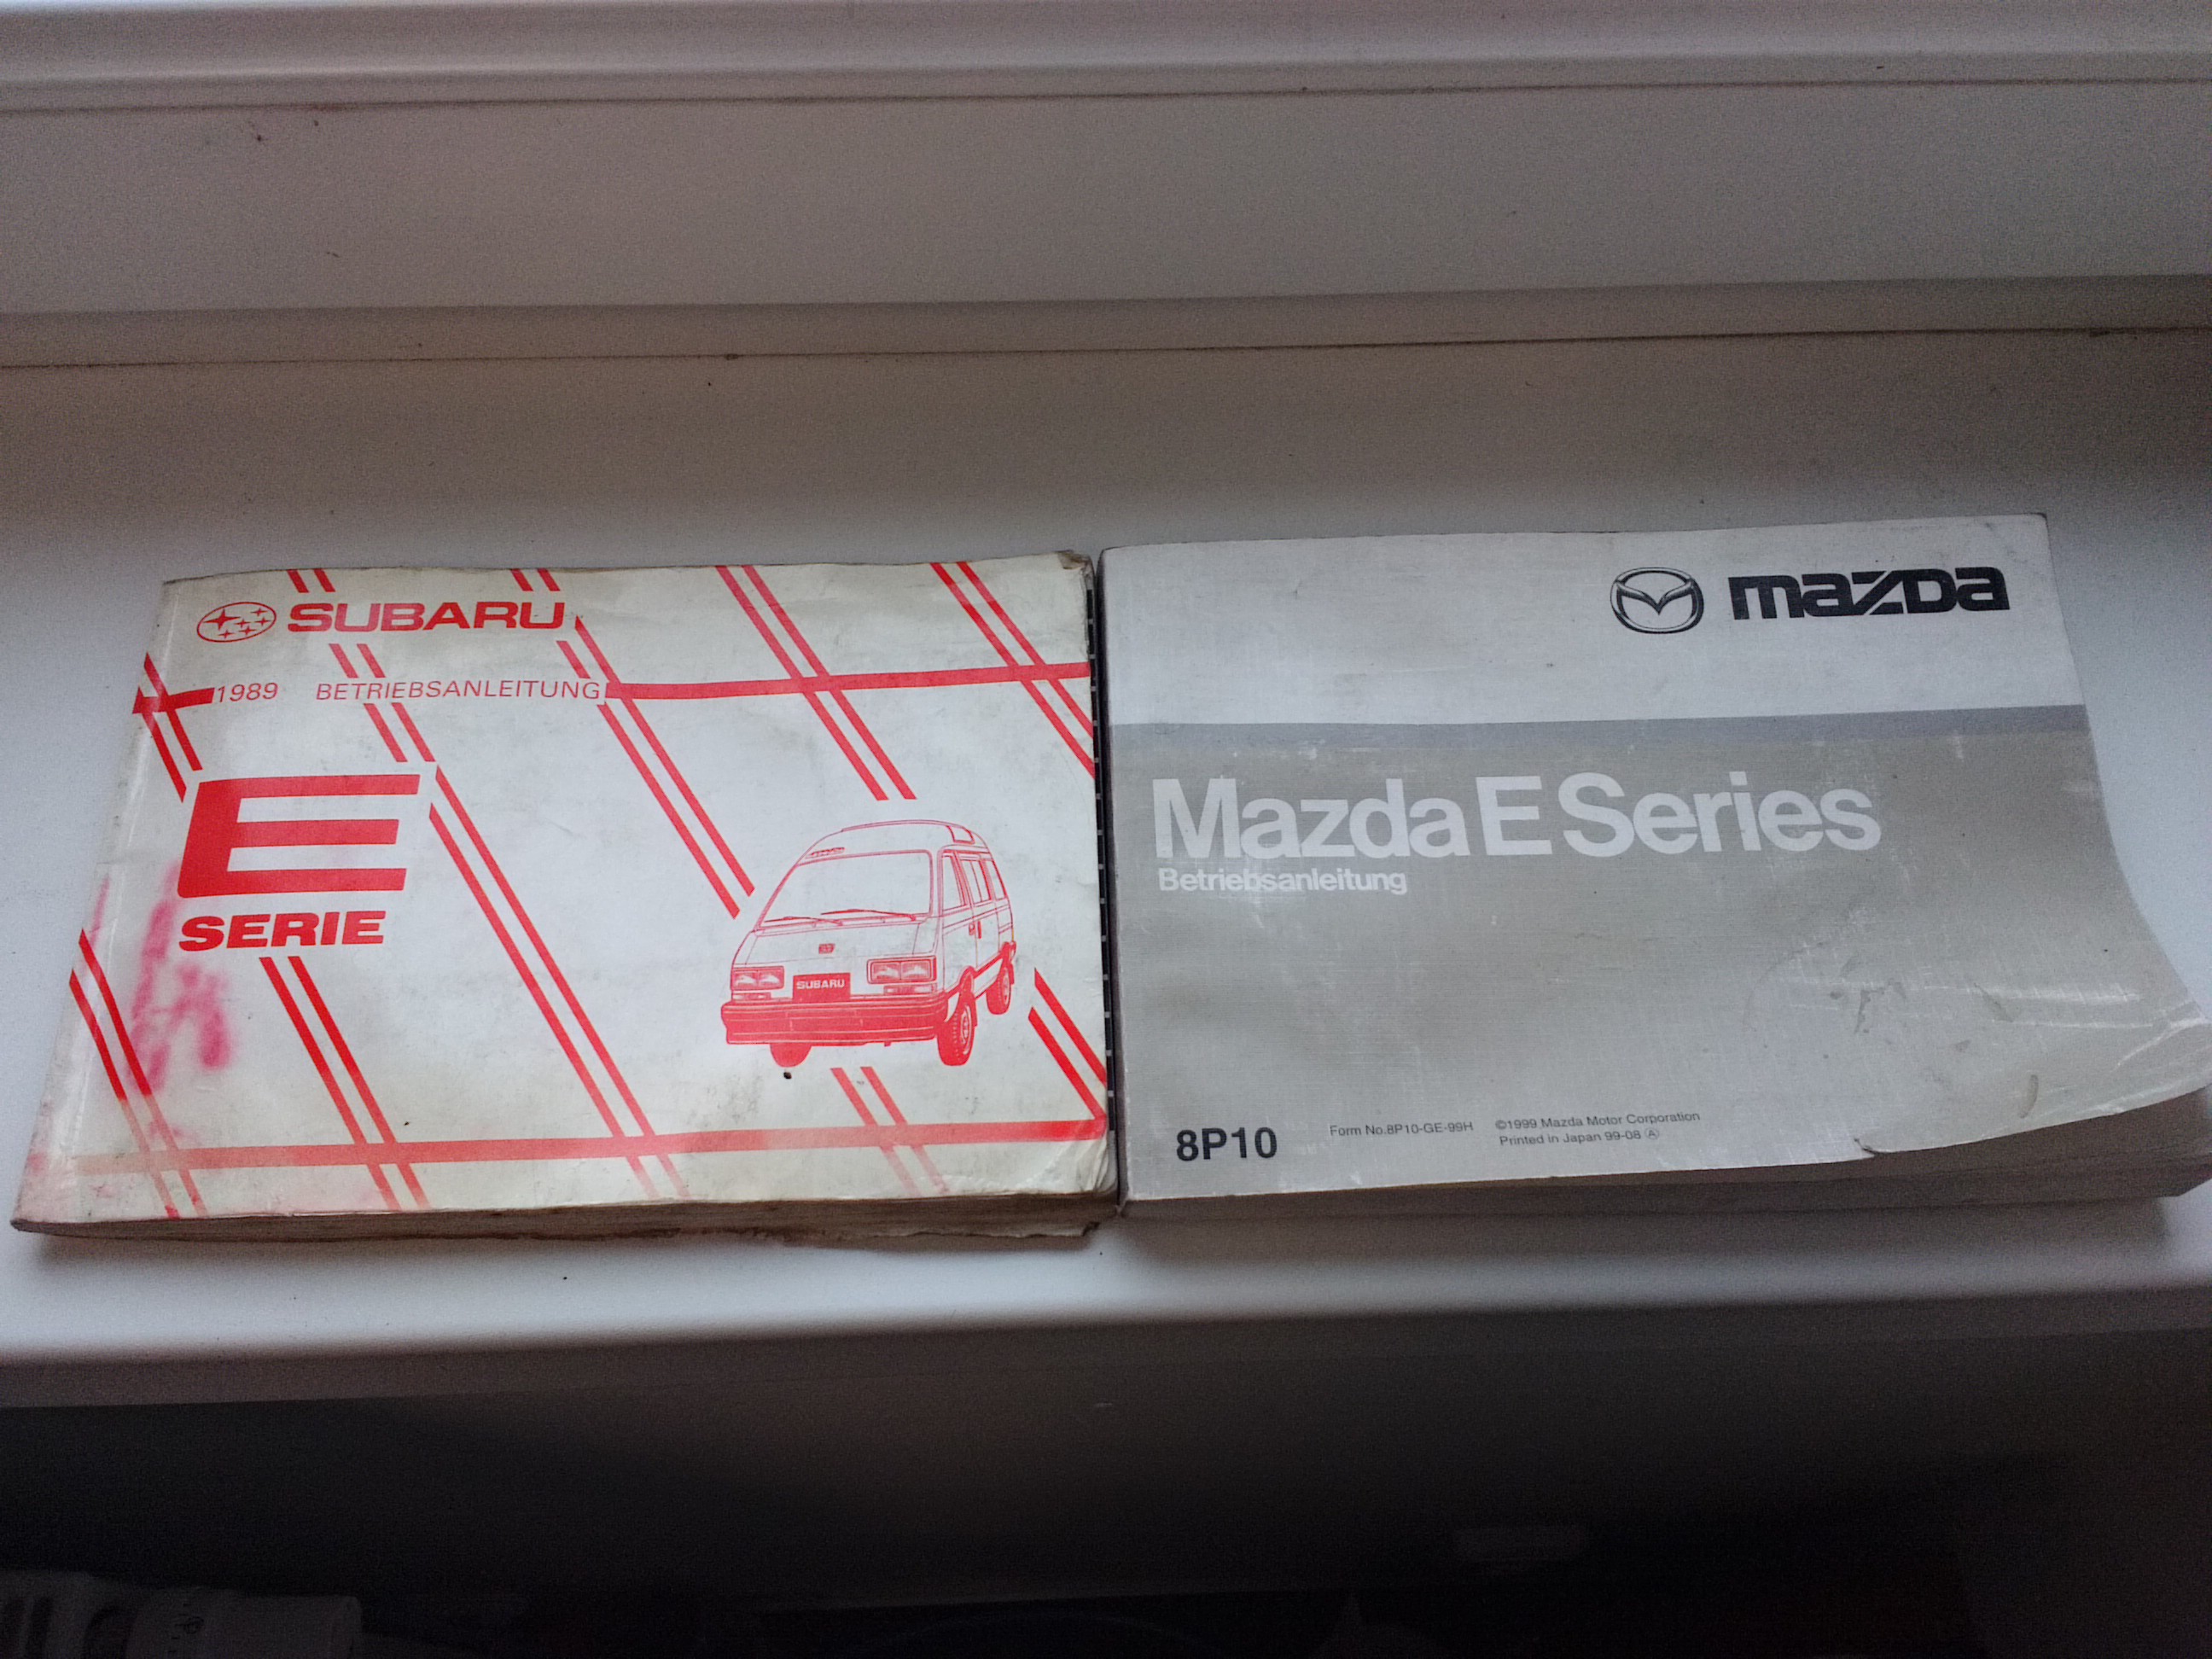 SUBARU
1989 BETRIEBSANLEITUNG
E
SERIE
SUBARU
mazda
Mazda E Series
Betriebsanleitung
8P10
Form No.8P10-GE-99H
©1999 Mazda Motor Corporation
Printed in Japan 99-08 Ⓐ